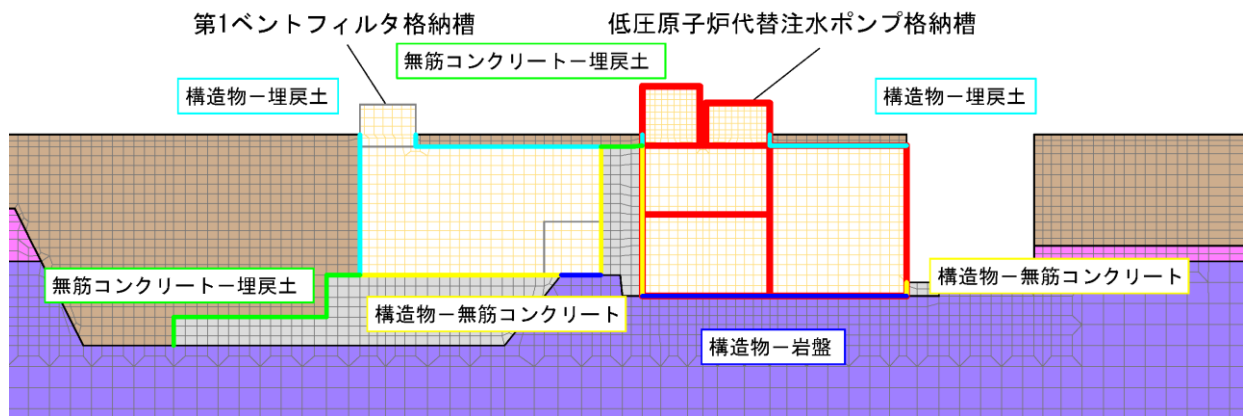 第1ベントフィルタ格納槽
低圧原子炉代替注水ポンプ格納槽
無筋コンクリートー埋戻土
構造物ー埋戻土
構造物ー埋戻土
無筋コンクリートー埋戻土
構造物ー無筋コンクリート
構造物ー無筋コンクリート
構造物ー岩盤